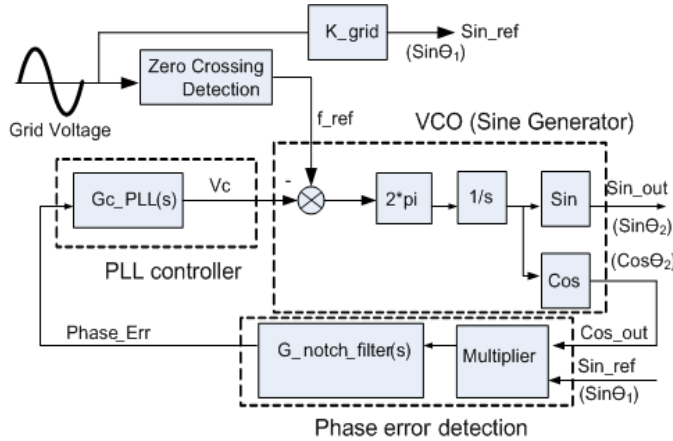 K_grid
Sin_ref
(SinΘ₁)
Zero Crossing
Detection
Grid Voltage
f_ref
VCO (Sine Generator)
Gc_PLL(s)
Vc
-
2*pi
1/s
Sin
Sin_out
(SinΘ₂)
PLL controller
(CosΘ₂)
Cos
Phase_Err
G_notch_filter(s)
Multiplier
Cos_out
Sin_ref
(SinΘ₁)
Phase error detection